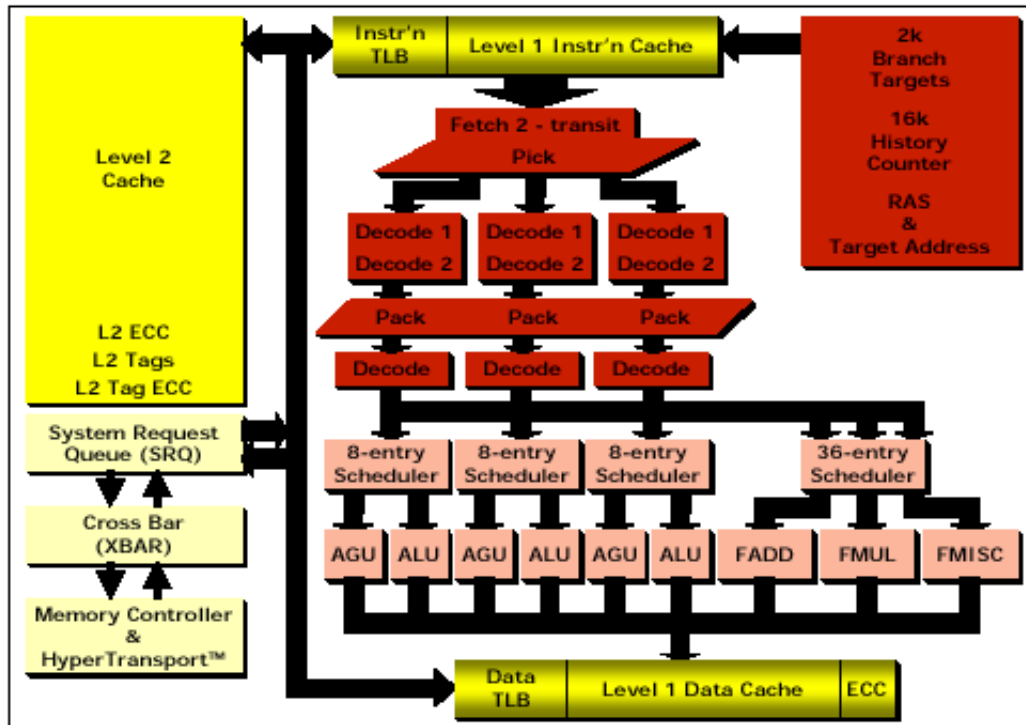 Instr'n
TLB
Level 1 Instr'n Cache
2k
Branch
Targets
16k
History
Counter
RAS
&
Target Address
Level 2
Cache
L2 ECC
L2 Tags
L2 Tag ECC
Fetch 2 - transit
Pick
Decode 1
Decode 2
Decode 1
Decode 2
Decode 1
Decode 2
Pack
Pack
Pack
Decode
Decode
Decode
System Request
Queue (SRQ)
Cross Bar
(XBAR)
Memory Controller
&
HyperTransport™
8-entry
Scheduler
8-entry
Scheduler
8-entry
Scheduler
36-entry
Scheduler
AGU
ALU
AGU
ALU
AGU
ALU
FADD
FMUL
FMISC
Data
TLB
Level 1 Data Cache
ECC